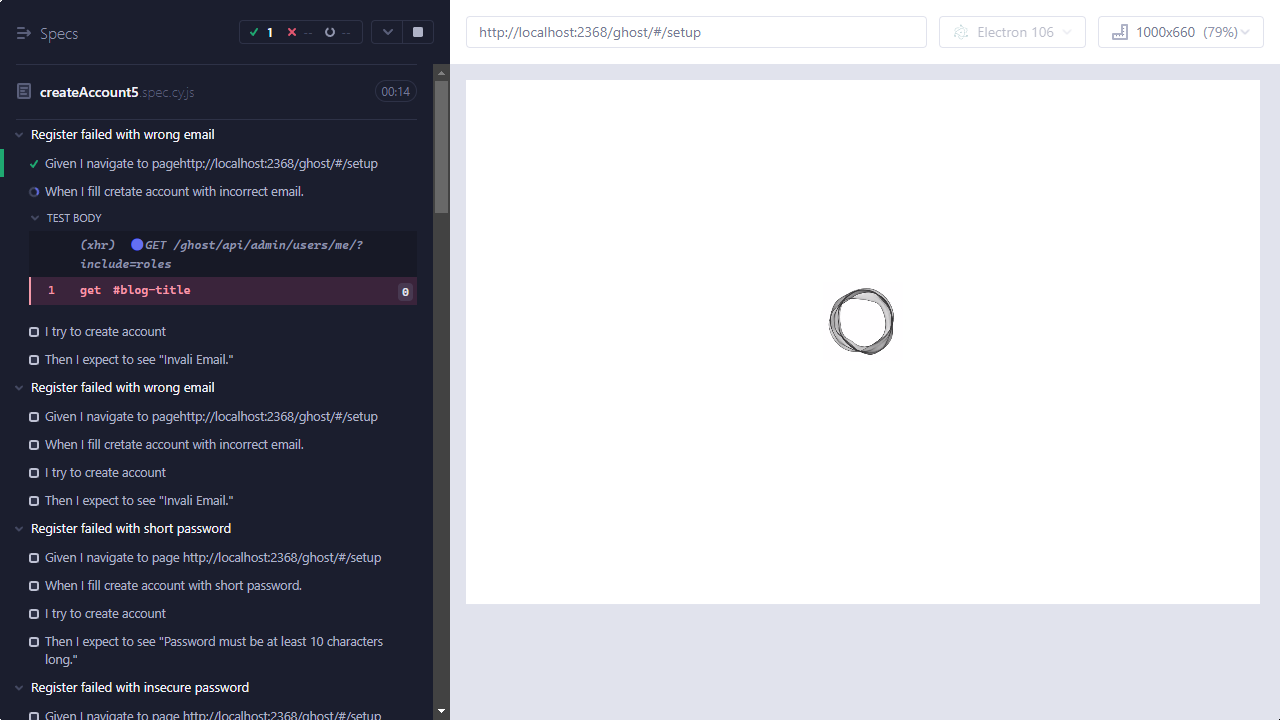 Specs
1 -- --
createAccount5.spec.cy.js
00:14
Register failed with wrong email
Given I navigate to pagehttp://localhost:2368/ghost/#/setup
When I fill cretate account with incorrect email.
TEST BODY
(xhr) GET /ghost/api/admin/users/me/?
include=roles
1 get #blog-title 0
I try to create account
Then I expect to see "Invali Email."
Register failed with wrong email
Given I navigate to pagehttp://localhost:2368/ghost/#/setup
When I fill cretate account with incorrect email.
I try to create account
Then I expect to see "Invali Email."
Register failed with short password
Given I navigate to page http://localhost:2368/ghost/#/setup
When I fill create account with short password.
I try to create account
Then I expect to see "Password must be at least 10 characters
long."
Register failed with insecure password
Given I navigate to page http://localhost:2368/ghost/#/setup
http://localhost:2368/ghost/#/setup
Electron 106
1000x660 (79%)